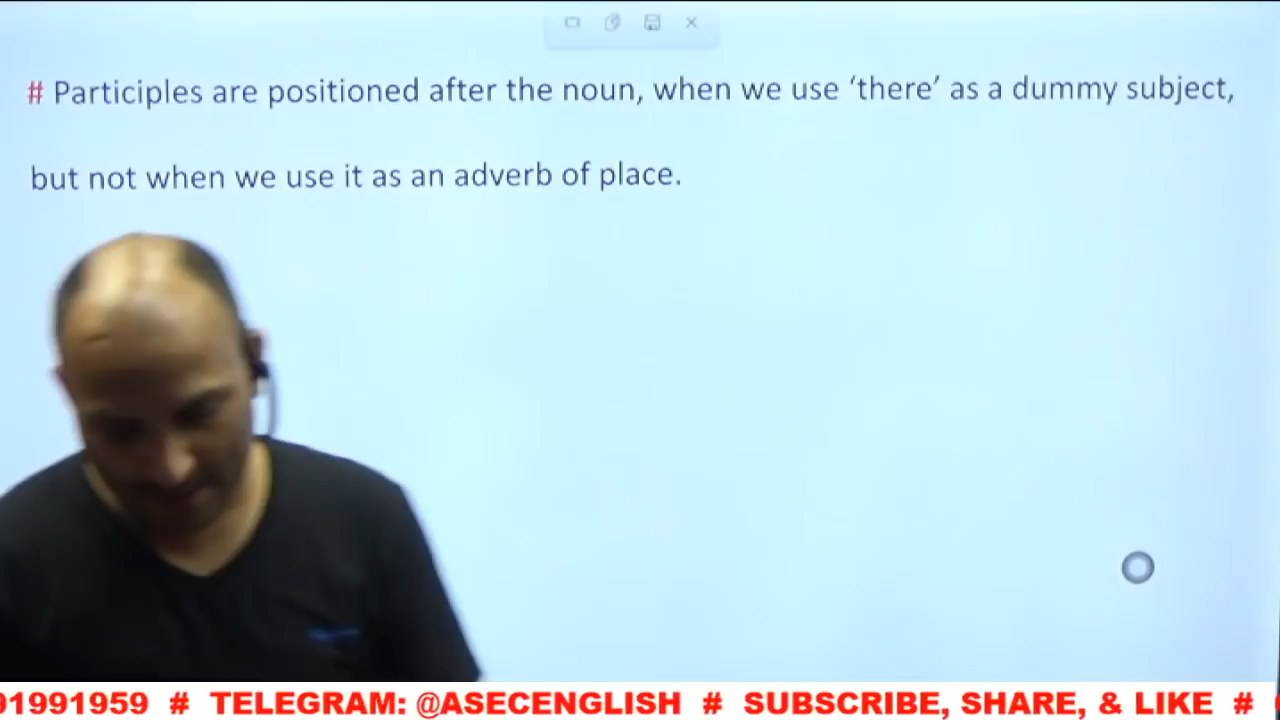 # Participles are positioned after the noun, when we use ‘there’ as a dummy subject,
but not when we use it as an adverb of place.
91991959 # TELEGRAM: @ASECENGLISH # SUBSCRIBE, SHARE, & LIKE #